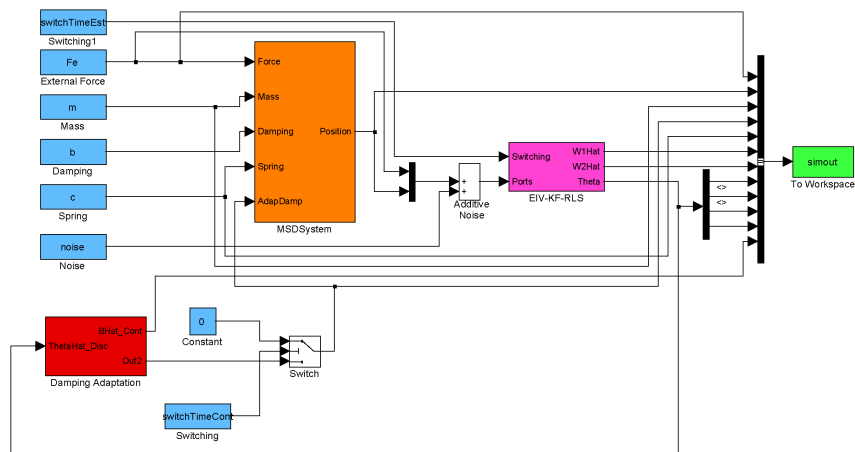 switchTimeEst
Switching1
Fe
External Force
m
Mass
b
Damping
c
Spring
noise
Noise
Force
Mass
Damping
Spring
AdapDamp
Position
MSDSystem
+
+
Additive
Noise
Switching
Ports
W1Hat
W2Hat
Theta
EIV-KF-RLS
<>
<>
simout
To Workspace
BHat_Cont
ThetaHat_Disc
Out2
Damping Adaptation
0
Constant
Switch
switchTimeCont
Switching